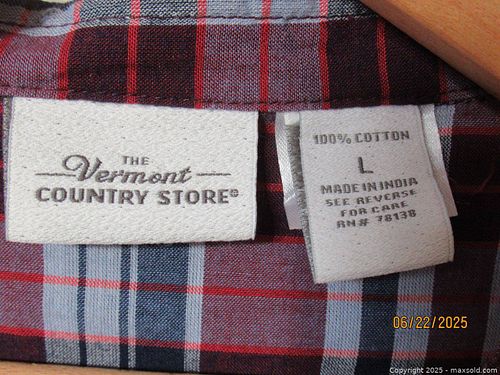 THE
Vermont
COUNTRY STORE®
100% COTTON
L
MADE IN INDIA
SEE REVERSE
FOR CARE
RN# 78138
06/22/2025
Copyright 2025 - maxsold.com